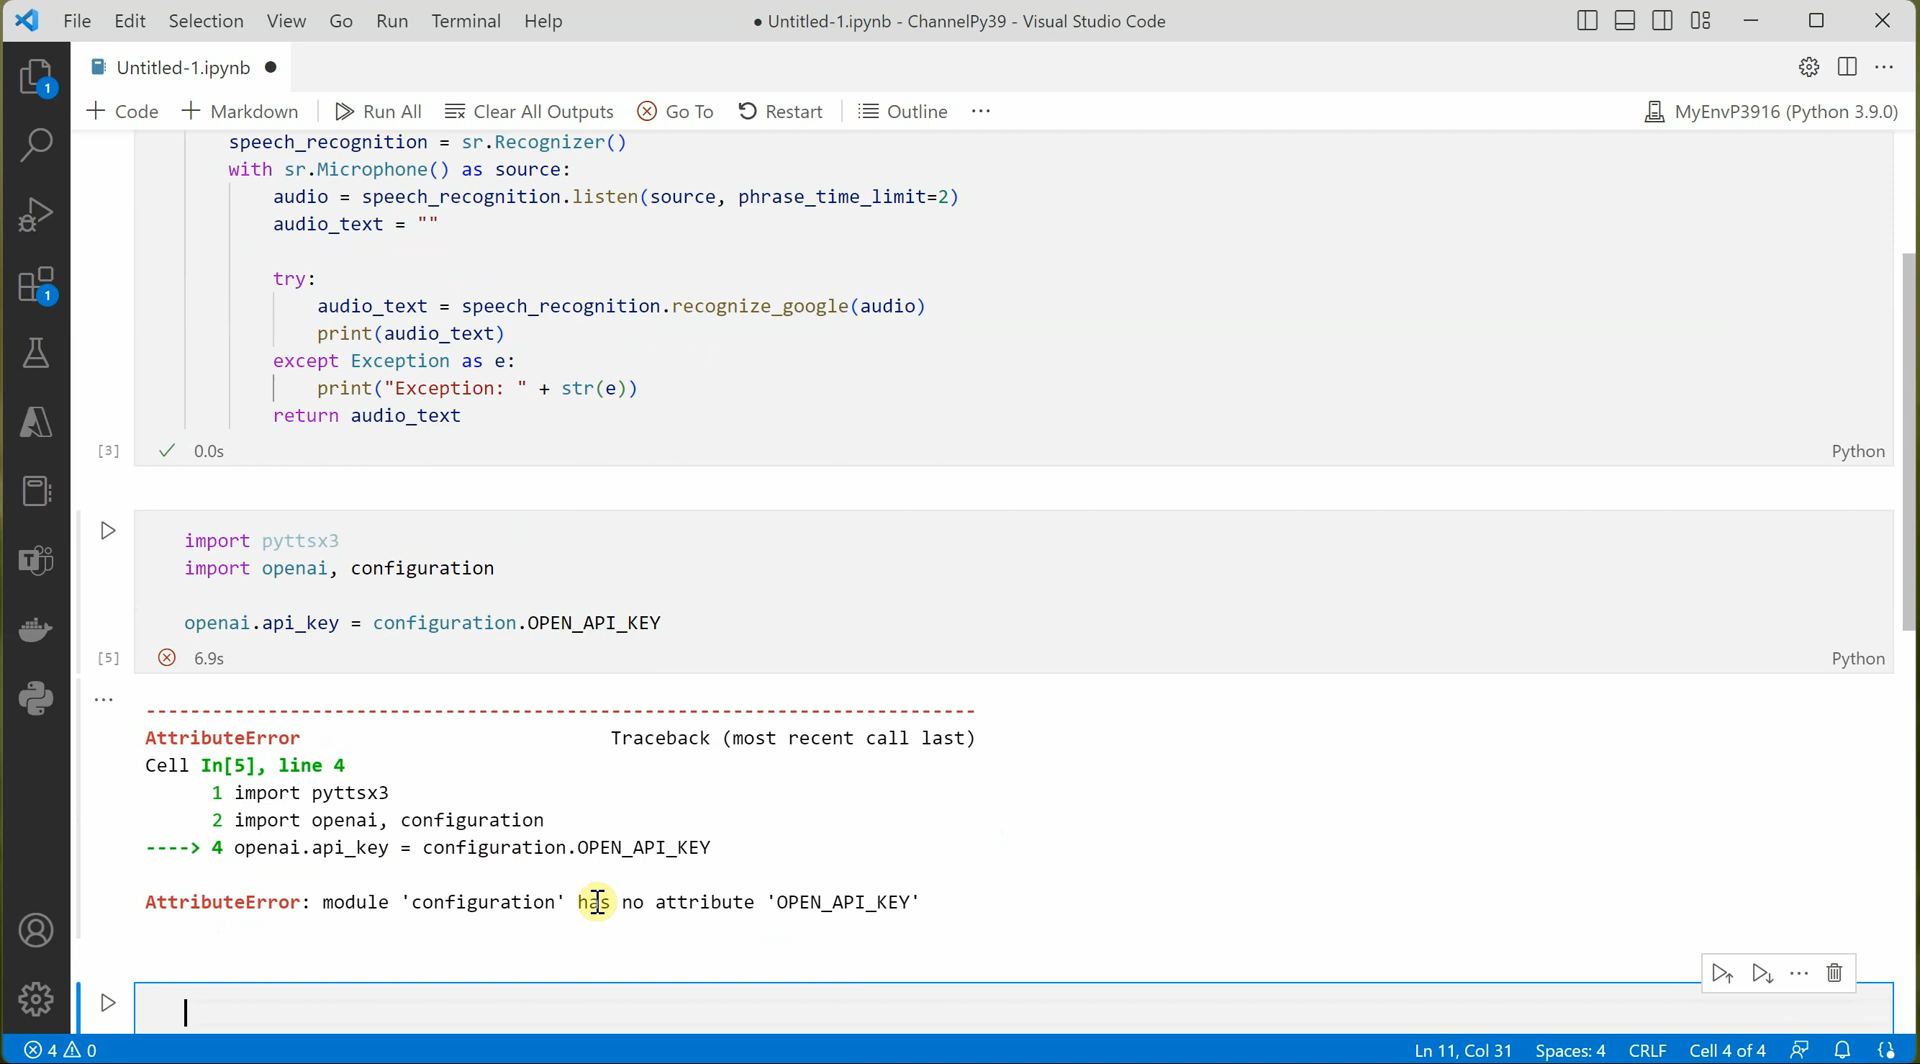 File Edit Selection View Go Run Terminal Help
● Untitled-1.ipynb - ChannelPy39 - Visual Studio Code
Untitled-1.ipynb ●
+ Code + Markdown Run All Clear All Outputs Go To Restart Outline ···
MyEnvP3916 (Python 3.9.0)
1
speech_recognition = sr.Recognizer()
with sr.Microphone() as source:
audio = speech_recognition.listen(source, phrase_time_limit=2)
audio_text = ""
try:
audio_text = speech_recognition.recognize_google(audio)
print(audio_text)
except Exception as e:
print("Exception: " + str(e))
return audio_text
[3] ✓ 0.0s Python
1
import pyttsx3
import openai, configuration
openai.api_key = configuration.OPEN_API_KEY
[5] 6.9s Python
---------------------------------------------------------------------------
AttributeError Traceback (most recent call last)
Cell In[5], line 4
1 import pyttsx3
2 import openai, configuration
----> 4 openai.api_key = configuration.OPEN_API_KEY
AttributeError: module 'configuration' has no attribute 'OPEN_API_KEY'
4 0
Ln 11, Col 31 Spaces: 4 CRLF Cell 4 of 4